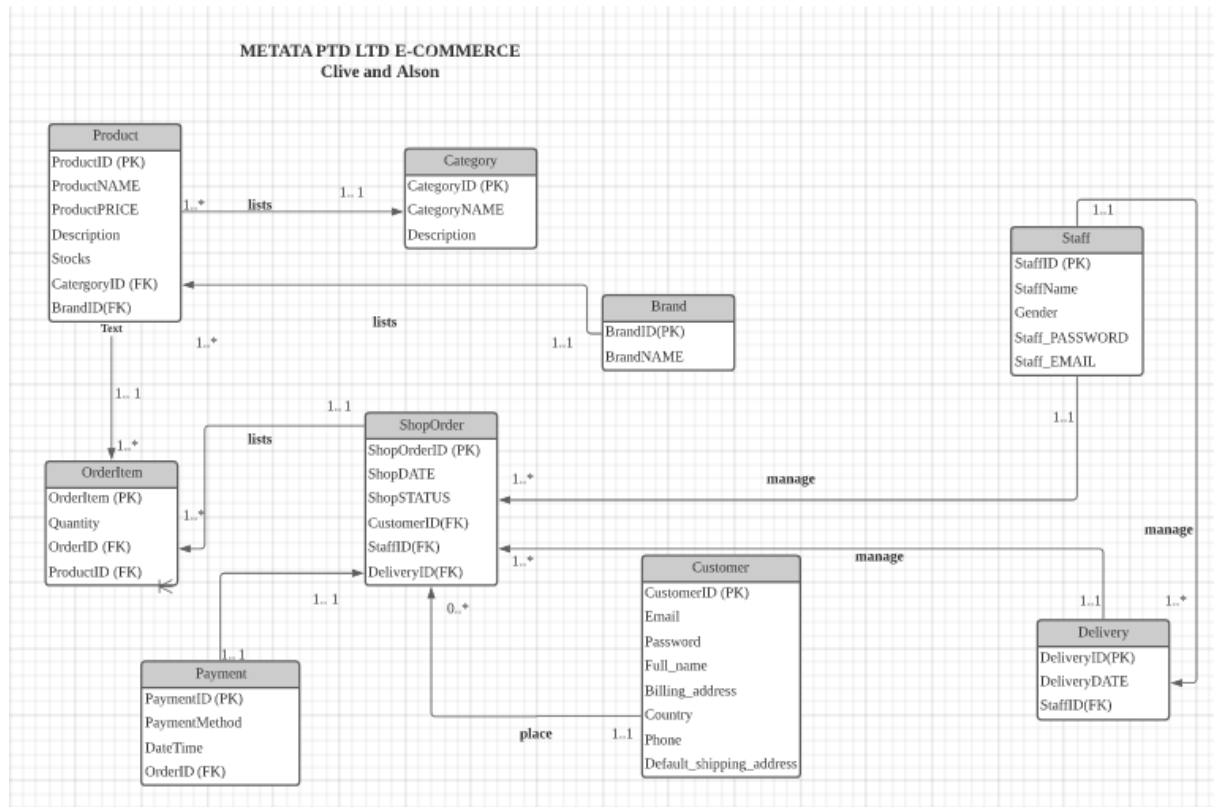 METATA PTD LTD E-COMMERCE
Clive and Alson
Product
ProductID (PK)
ProductNAME
ProductPRICE
Description
Stocks
CatergoryID (FK)
BrandID(FK)
Text
1..*
lists
1.. 1
Category
CategoryID (PK)
CategoryNAME
Description
1..*
lists
1..1
Brand
BrandID(PK)
BrandNAME
Staff
1..1
StaffID (PK)
StaffName
Gender
Staff_PASSWORD
Staff_EMAIL
1..1
1.. 1
1..*
OrderItem
OrderItem (PK)
Quantity
OrderID (FK)
ProductID (FK)
1.. 1
lists
1..*
ShopOrder
ShopOrderID (PK)
ShopDATE
ShopSTATUS
CustomerID(FK)
StaffID(FK)
DeliveryID(FK)
1..*
manage
1..*
manage
manage
1..1
1..*
Delivery
DeliveryID(PK)
DeliveryDATE
StaffID(FK)
1.. 1
1.. 1
Payment
PaymentID (PK)
PaymentMethod
DateTime
OrderID (FK)
0..*
place
1..1
Customer
CustomerID (PK)
Email
Password
Full_name
Billing_address
Country
Phone
Default_shipping_address